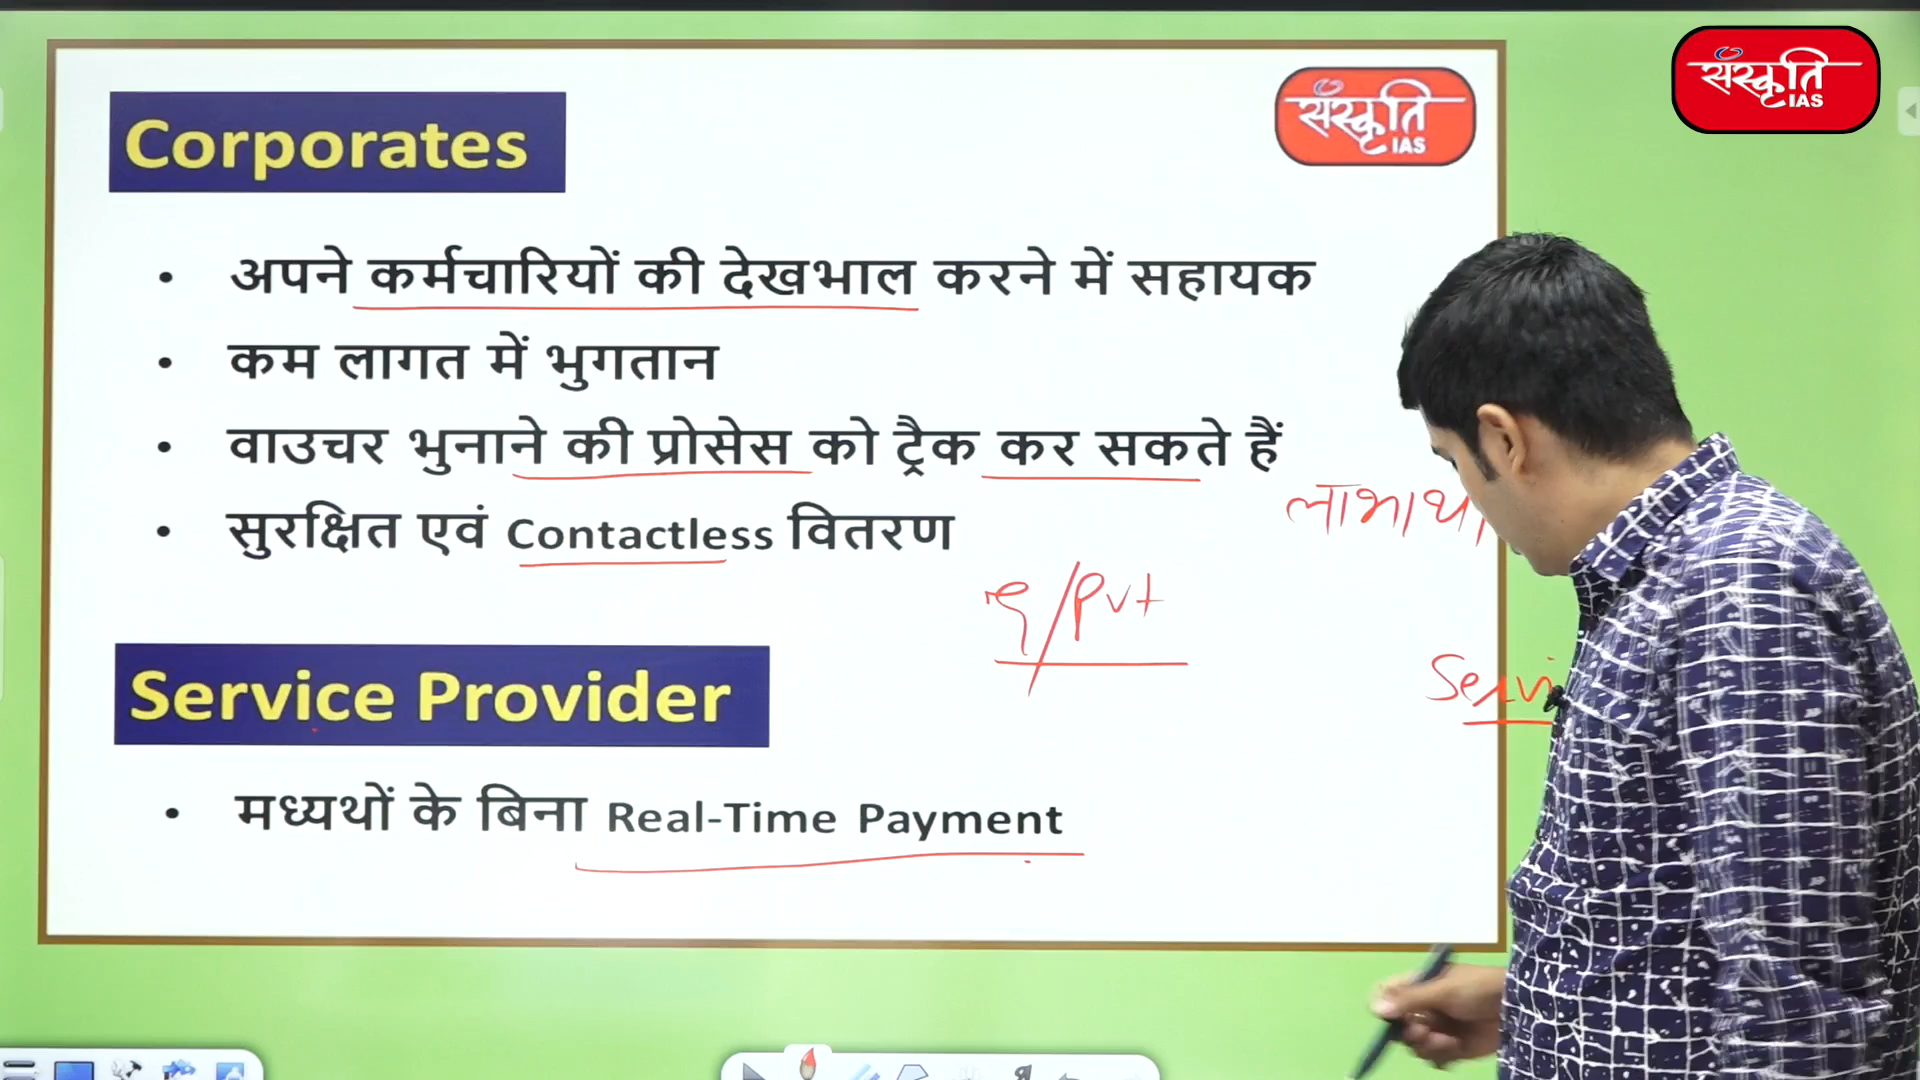 संस्कृति
IAS
संस्कृति
IAS
Corporates
• अपने कर्मचारियों की देखभाल करने में सहायक
• कम लागत में भुगतान
• वाउचर भुनाने की प्रोसेस को ट्रैक कर सकते हैं
• सुरक्षित एवं Contactless वितरण
/Pvt
Service Provider
• मध्यथों के बिना Real-Time Payment